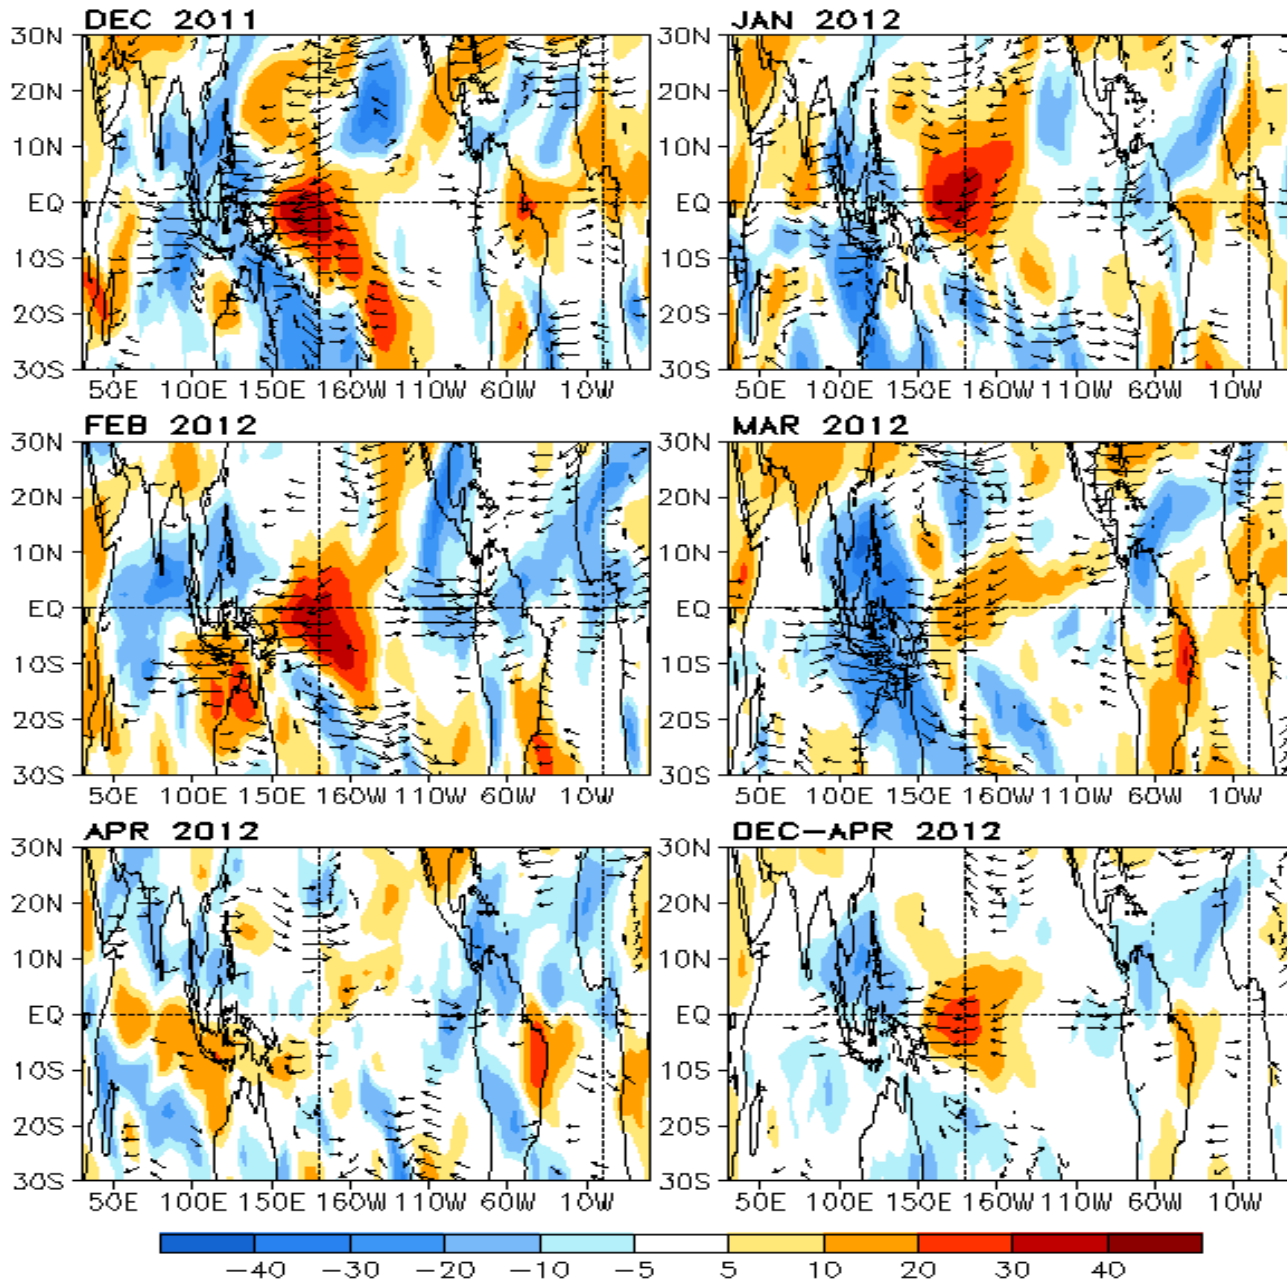 DEC 2011
JAN 2012
30N
20N
10N
EQ
10S
20S
30S
50E 100E 150E 160W 110W 60W 10W
30N
20N
10N
EQ
10S
20S
30S
50E 100E 150E 160W 110W 60W 10W
FEB 2012
MAR 2012
30N
20N
10N
EQ
10S
20S
30S
50E 100E 150E 160W 110W 60W 10W
30N
20N
10N
EQ
10S
20S
30S
50E 100E 150E 160W 110W 60W 10W
APR 2012
DEC-APR 2012
30N
20N
10N
EQ
10S
20S
30S
50E 100E 150E 160W 110W 60W 10W
30N
20N
10N
EQ
10S
20S
30S
50E 100E 150E 160W 110W 60W 10W
-40 -30 -20 -10 -5 5 10 20 30 40